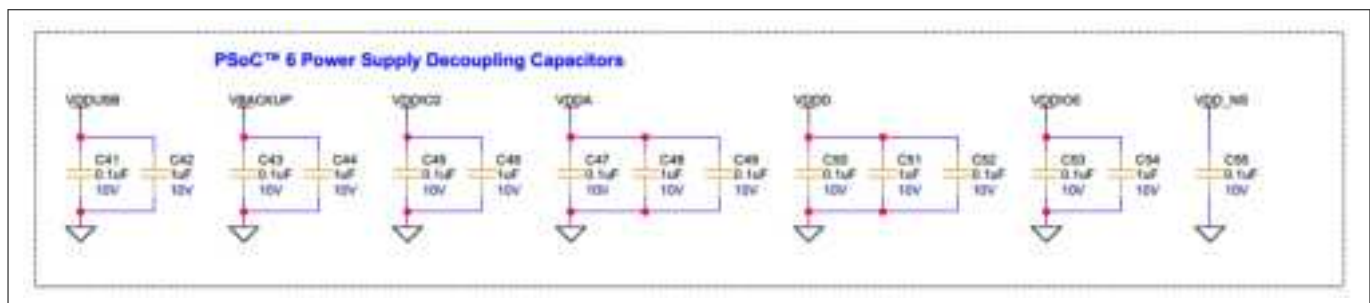 PSoC™ 6 Power Supply Decoupling Capacitors
VDDUSB VBACKUP VDDIO2 VDDA VDDD VDDIO0 VDD_NS
C41 C42 C43 C44 C45 C46 C47 C48 C49 C50 C51 C52 C53 C54 C55
0.1uF 1uF 0.1uF 1uF 0.1uF 1uF 0.1uF 1uF 0.1uF 0.1uF 1uF 0.1uF 0.1uF 1uF 0.1uF
10V 10V 10V 10V 10V 10V 10V 10V 10V 10V 10V 10V 10V 10V 10V